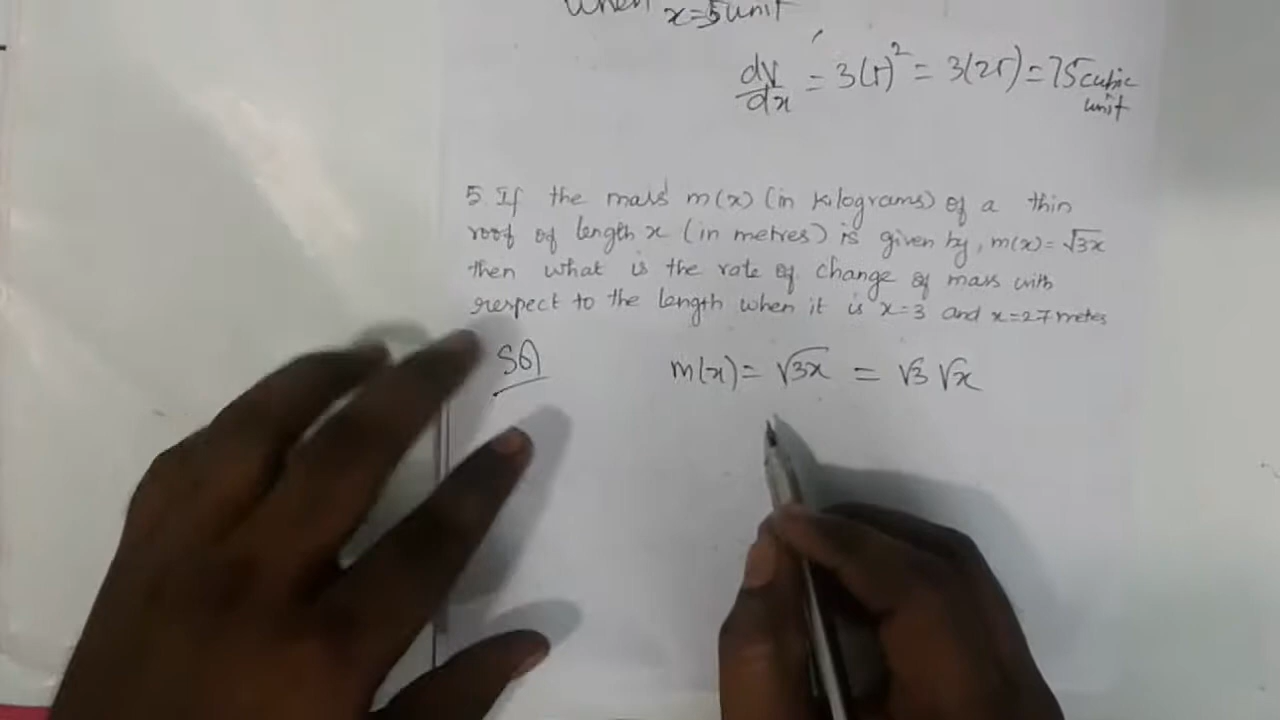 When x=5unit
dV/dx = 3(5)² = 3(25) = 75 cubic unit
5. If the mass m(x) (in kilograms) of a thin
roof of length x (in metres) is given by, m(x)= √3x
then what is the rate of change of mass with
respect to the length when it is x=3 and x=27 metres
Sol
m(x)= √3x = √3 √x